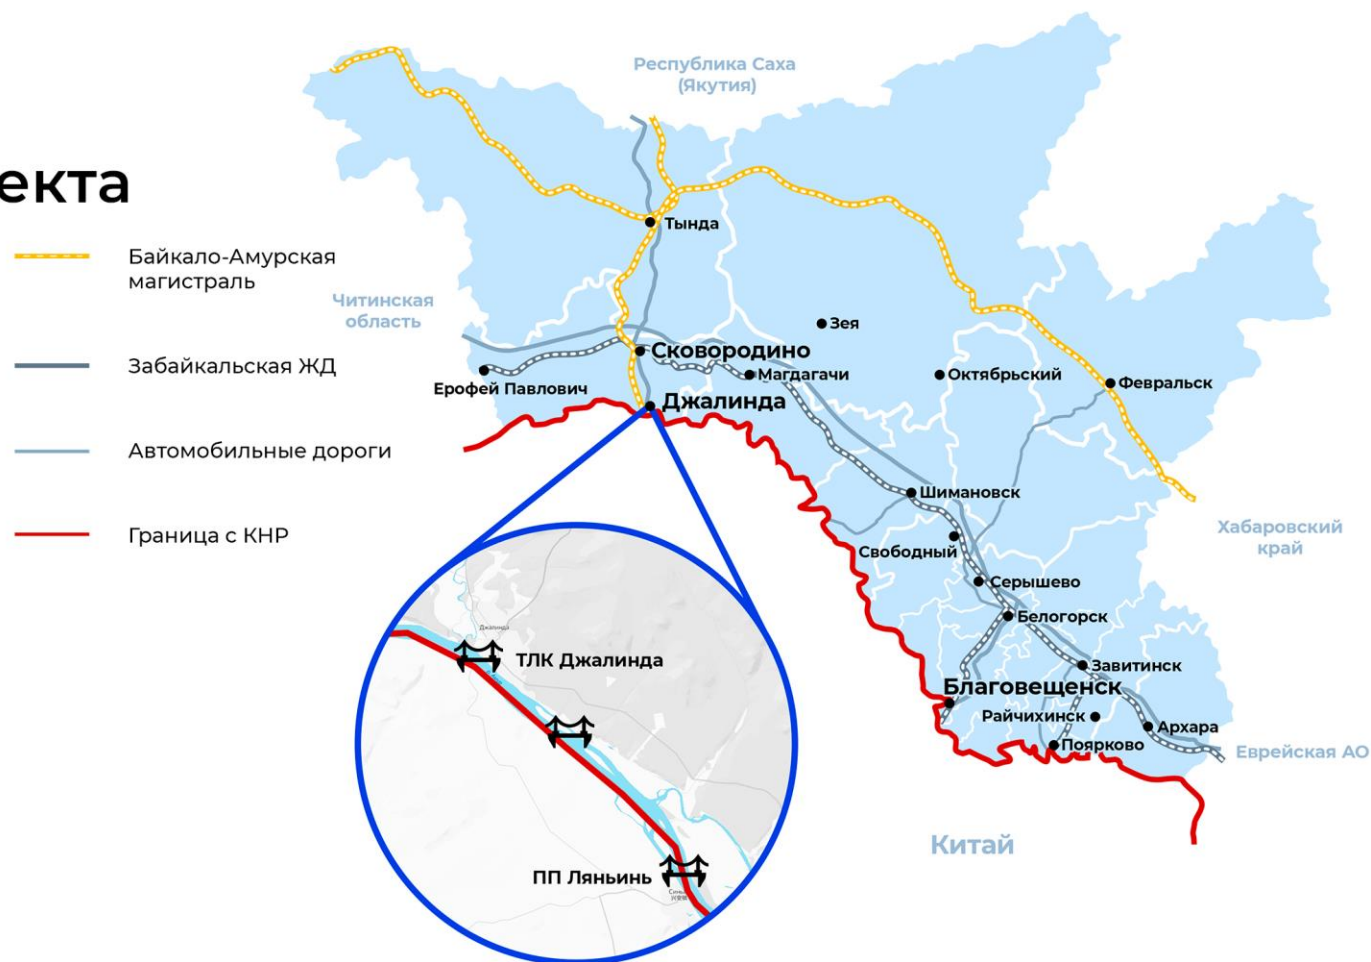 екта
Байкало-Амурская
магистраль
Забайкальская ЖД
Автомобильные дороги
Граница с КНР
Республика Саха
(Якутия)
Тында
Читинская
область
Зея
Сковородино
Магдагачи
Октябрьский
Февральск
Ерофей Павлович
Джалинда
Шимановск
Хабаровский
край
Свободный
Серышево
Белогорск
Завитинск
Благовещенск
Райчихинск
Архара
Поярково
Еврейская АО
Китай
Джалинда
ТЛК Джалинда
ПП Ляньинь